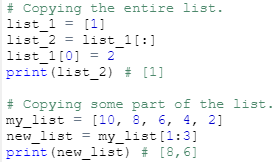 # Copying the entire list.
list_1 = [1]
list_2 = list_1[:]
list_1[0] = 2
print(list_2) # [1]
# Copying some part of the list.
my_list = [10, 8, 6, 4, 2]
new_list = my_list[1:3]
print(new_list) # [8,6]